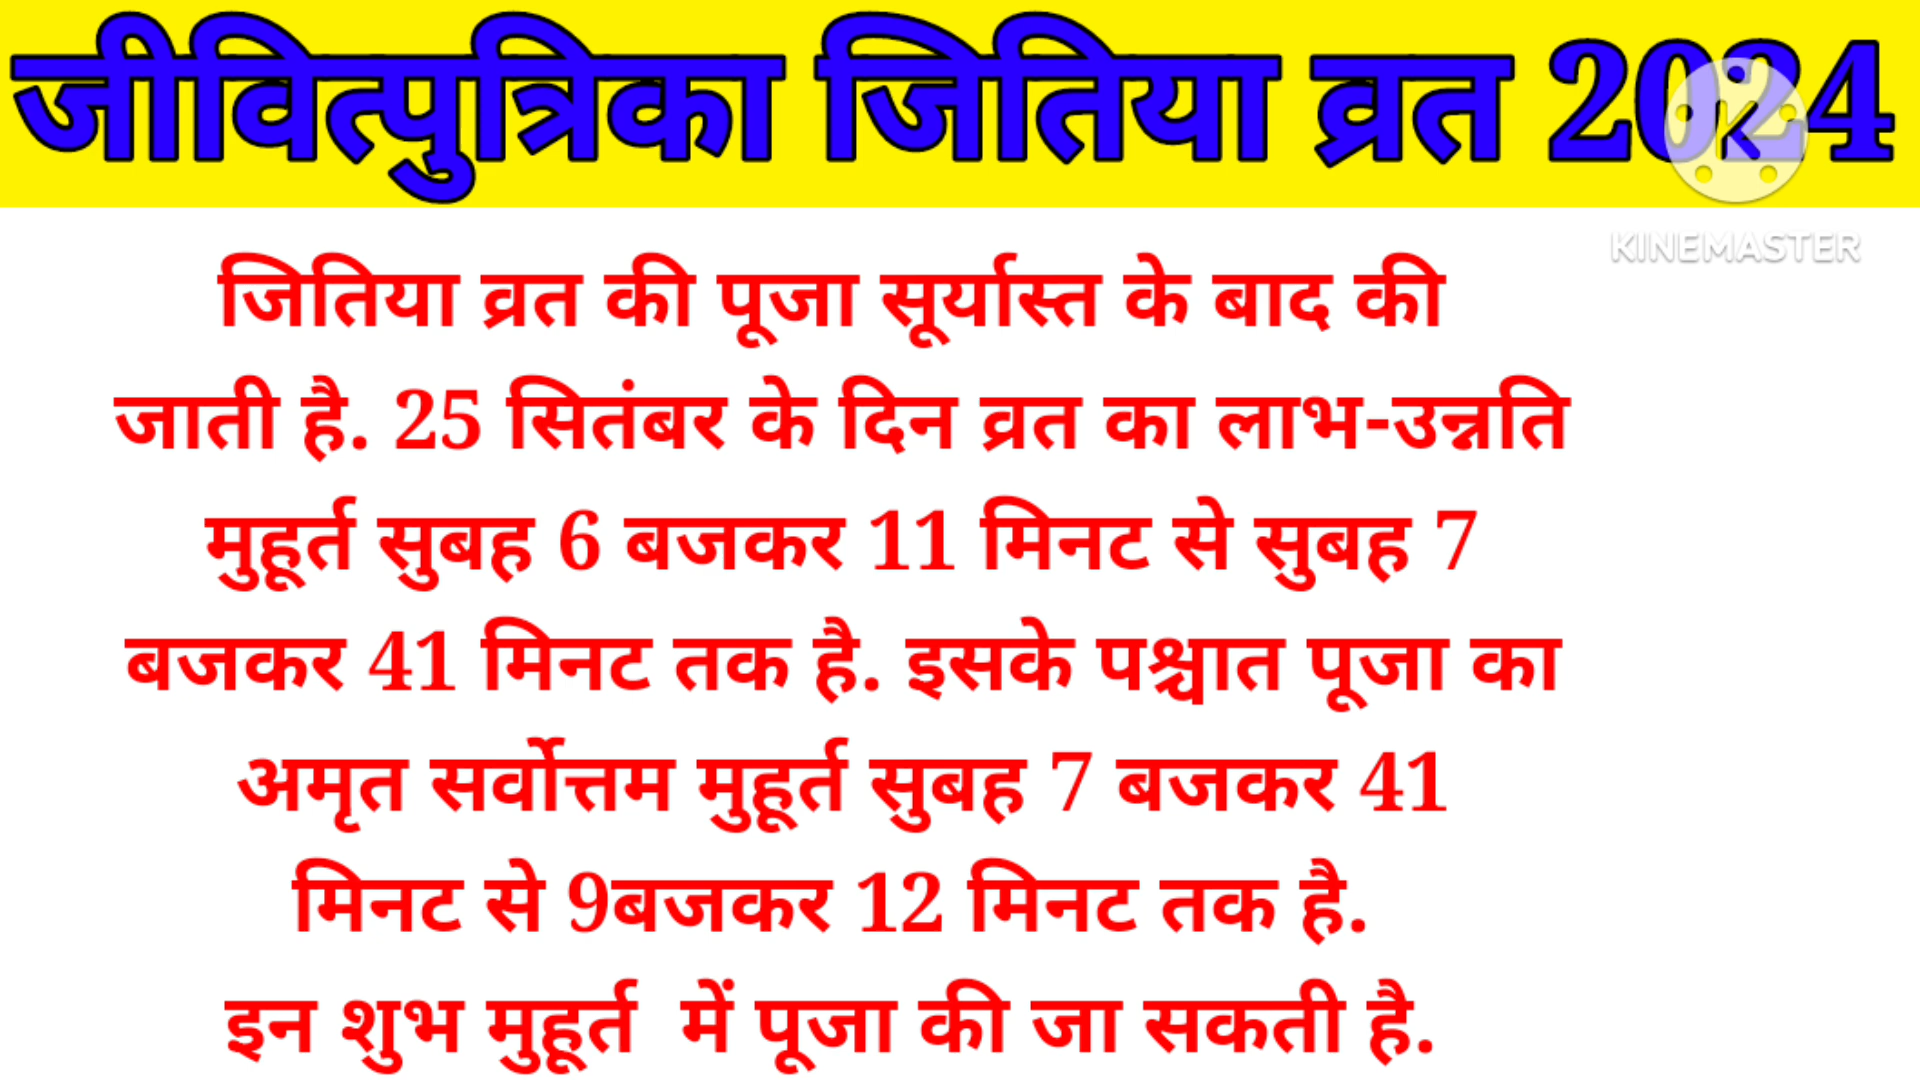 जीवित्पुत्रिका जितिया व्रत 2024
KINEMASTER
जितिया व्रत की पूजा सूर्यास्त के बाद की
जाती है. 25 सितंबर के दिन व्रत का लाभ-उन्नति
मुहूर्त सुबह 6 बजकर 11 मिनट से सुबह 7
बजकर 41 मिनट तक है. इसके पश्चात पूजा का
अमृत सर्वोत्तम मुहूर्त सुबह 7 बजकर 41
मिनट से 9बजकर 12 मिनट तक है.
इन शुभ मुहूर्त में पूजा की जा सकती है.